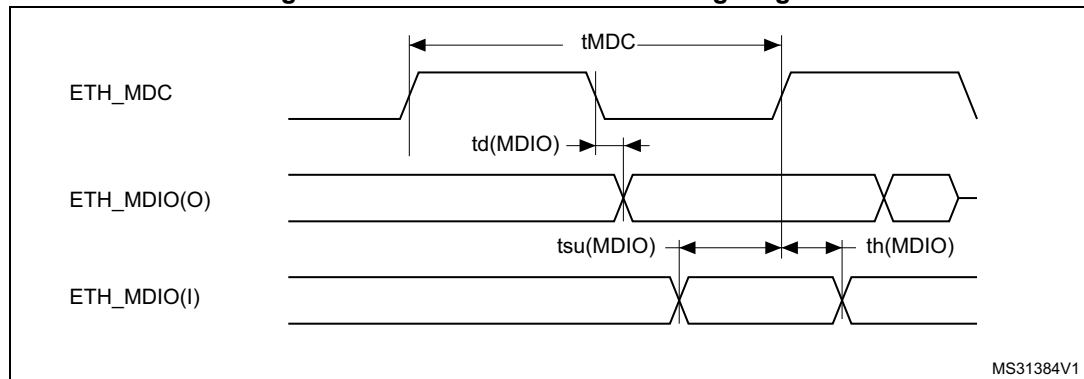 tMDC
ETH_MDC
td(MDIO)
ETH_MDIO(O)
tsu(MDIO)
th(MDIO)
ETH_MDIO(I)
MS31384V1